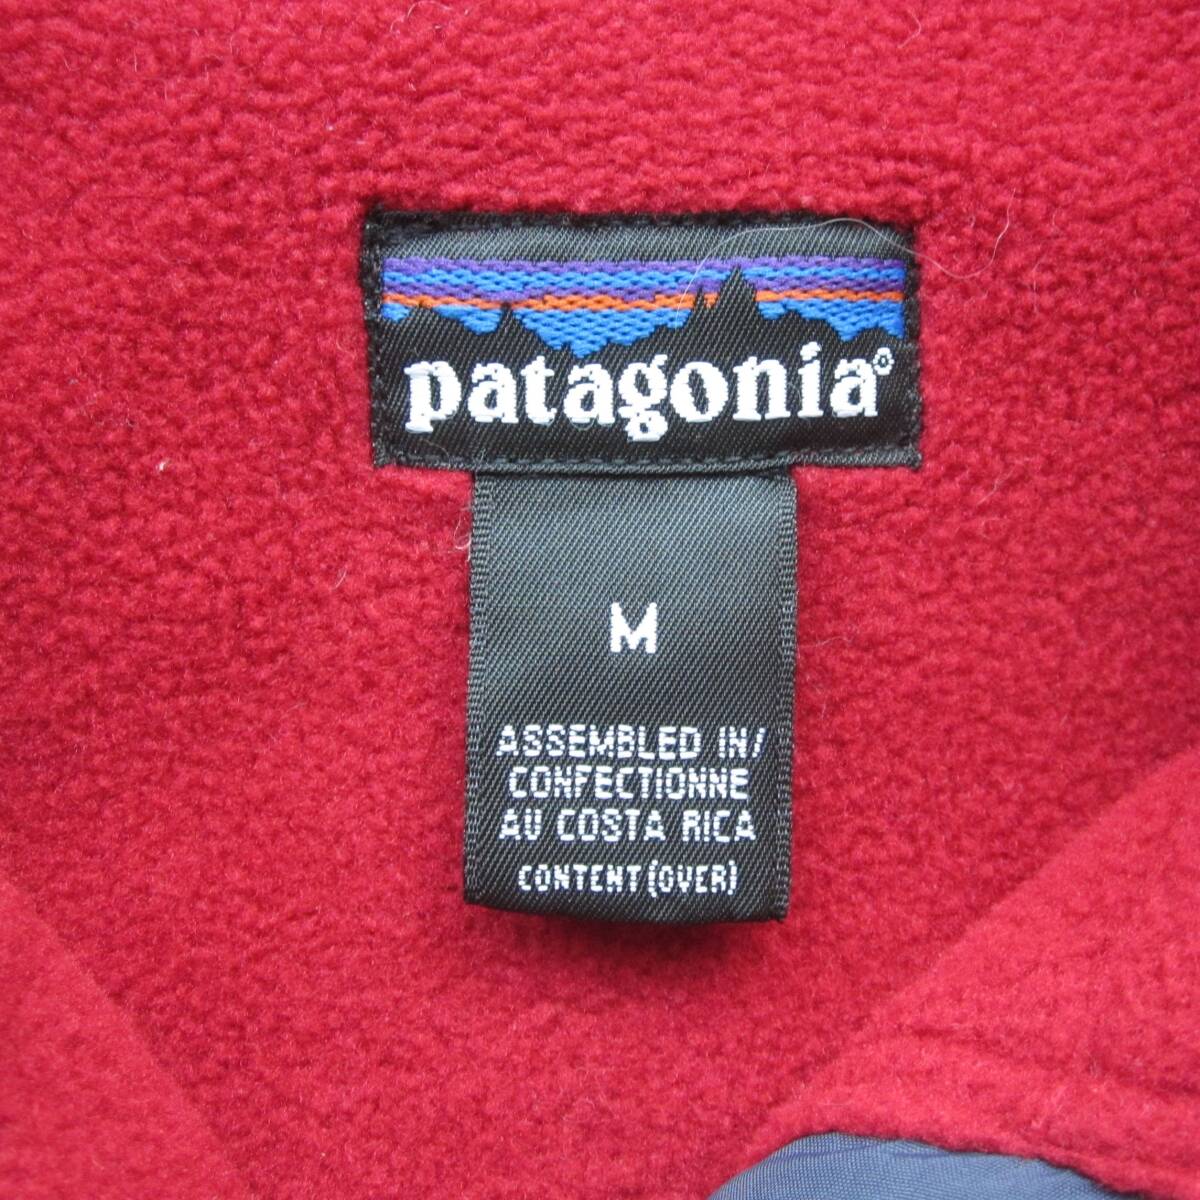 patagonia®
M
ASSEMBLED IN/
CONFECTIONNE
AU COSTA RICA
CONTENT (OVER)